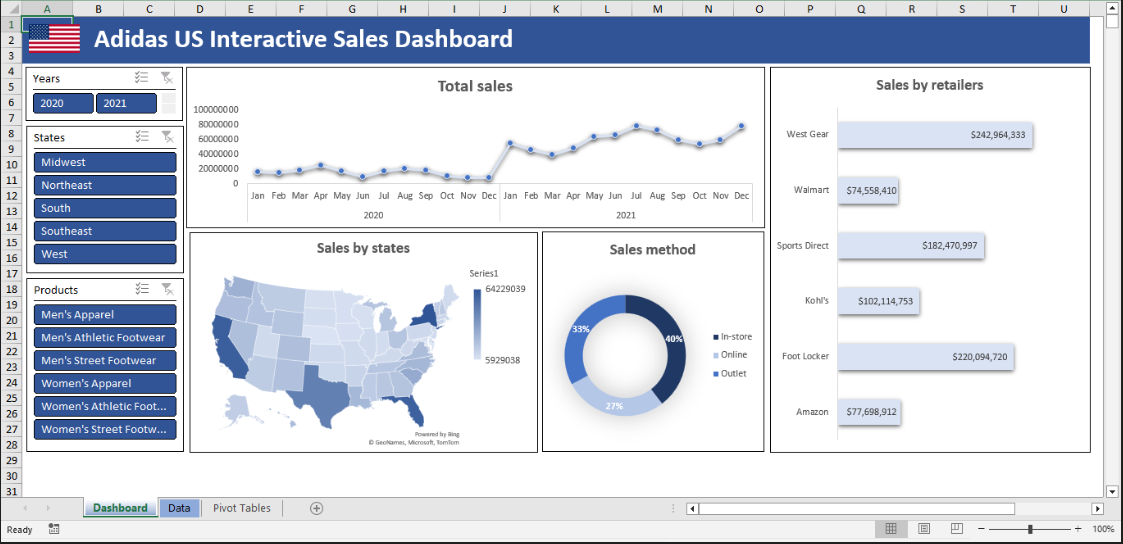 A B C D E F G H I J K L M N O P Q R S T U
1
2
3
4
5
6
7
8
9
10
11
12
13
14
15
16
17
18
19
20
21
22
23
24
25
26
27
28
29
30
31
Adidas US Interactive Sales Dashboard
Years
2020 2021
States
Midwest
Northeast
South
Southeast
West
Products
Men's Apparel
Men's Athletic Footwear
Men's Street Footwear
Women's Apparel
Women's Athletic Foot...
Women's Street Footw...
Total sales
100000000
80000000
60000000
40000000
20000000
0
Jan Feb Mar Apr May Jun Jul Aug Sep Oct Nov Dec Jan Feb Mar Apr May Jun Jul Aug Sep Oct Nov Dec
2020 2021
Sales by states
Series1
64229039
5929038
Powered by Bing
© GeoNames, Microsoft, TomTom
Sales method
33%
40%
27%
In-store
Online
Outlet
Sales by retailers
West Gear $242,964,333
Walmart $74,558,410
Sports Direct $182,470,997
Kohl's $102,114,753
Foot Locker $220,094,720
Amazon $77,698,912
Dashboard Data Pivot Tables
Ready 100%